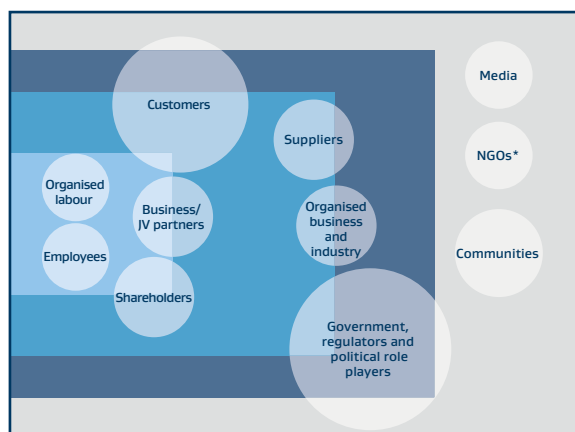 Media
Customers
Suppliers
NGOs*
Organised
labour
Business/
JV partners
Organised
business
and
industry
Employees
Communities
Shareholders
Government,
regulators and
political role
players